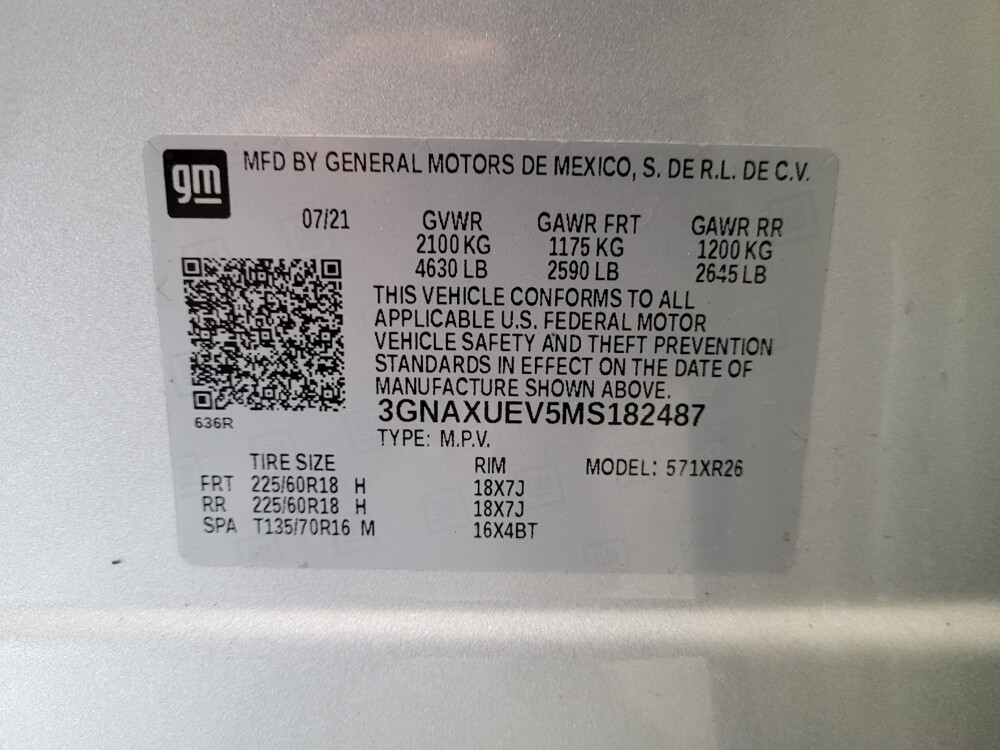 gm
MFD BY GENERAL MOTORS DE MEXICO, S. DE R.L. DE C.V.
07/21 GVWR GAWR FRT GAWR RR
2100 KG 1175 KG 1200 KG
4630 LB 2590 LB 2645 LB
THIS VEHICLE CONFORMS TO ALL
APPLICABLE U.S. FEDERAL MOTOR
VEHICLE SAFETY AND THEFT PREVENTION
STANDARDS IN EFFECT ON THE DATE OF
MANUFACTURE SHOWN ABOVE.
3GNAXUEV5MS182487
636R
TYPE: M.P.V.
TIRE SIZE RIM MODEL: 571XR26
FRT 225/60R18 H 18X7J
RR 225/60R18 H 18X7J
SPA T135/70R16 M 16X4BT